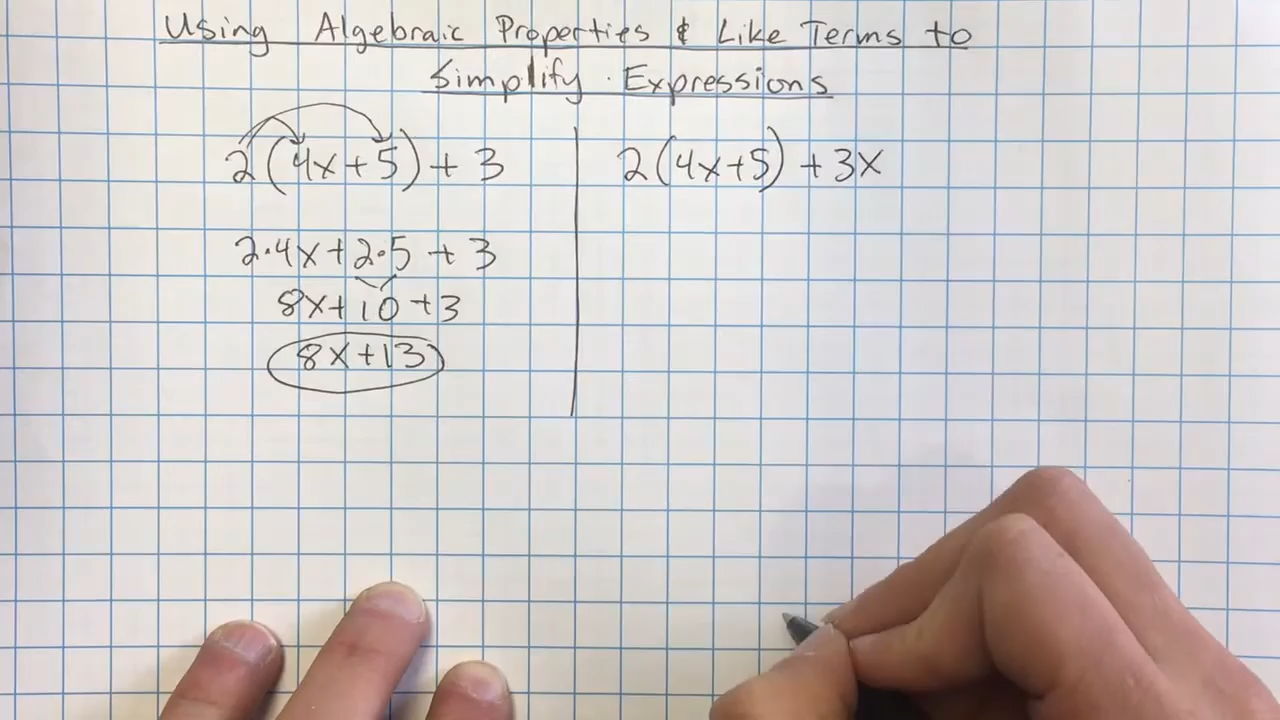 Using Algebraic Properties & Like Terms to
Simplify Expressions
2(4x+5)+3
2•4x+2•5+3
8x+10+3
8x+13
2(4x+5)+3x